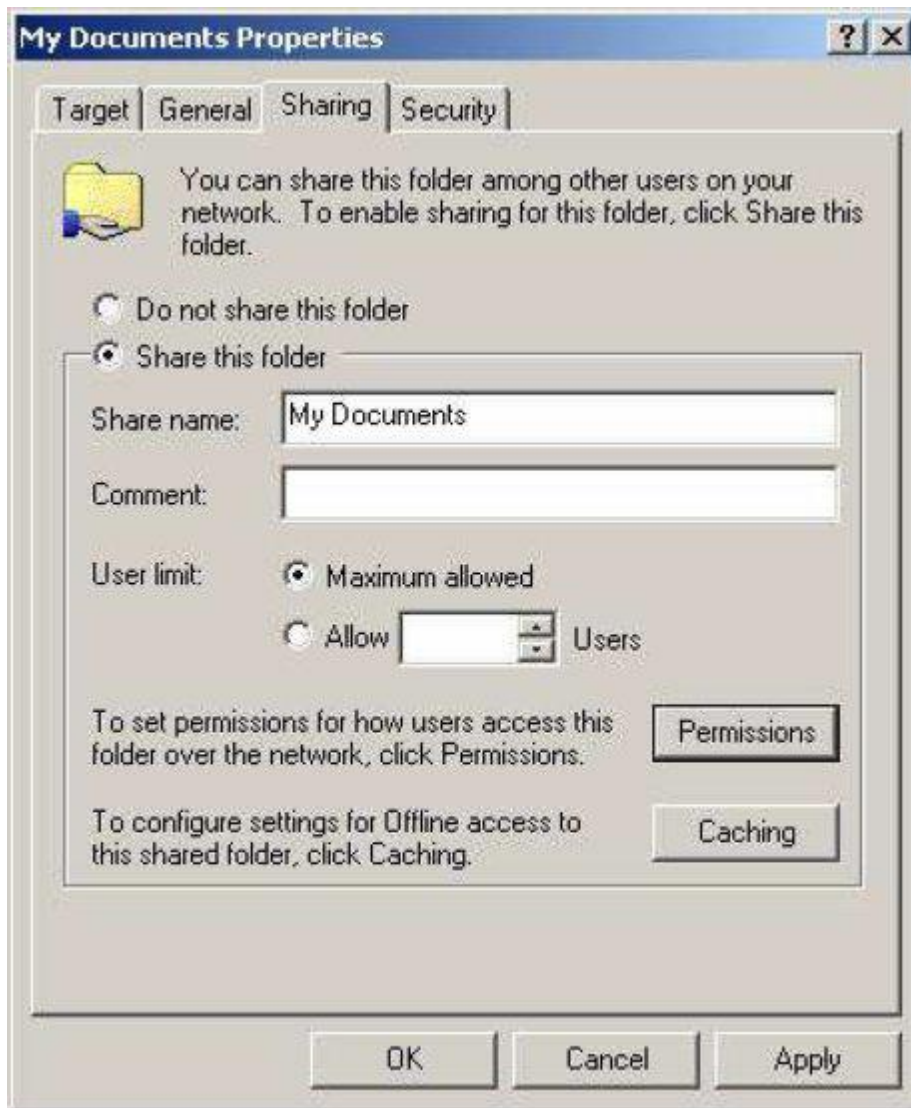 My Documents Properties
Target General Sharing Security
You can share this folder among other users on your
network. To enable sharing for this folder, click Share this
folder.
Do not share this folder
Share this folder
Share name: My Documents
Comment:
User limit: Maximum allowed
Allow Users
To set permissions for how users access this
folder over the network, click Permissions.
Permissions
To configure settings for Offline access to
this shared folder, click Caching.
Caching
OK Cancel Apply